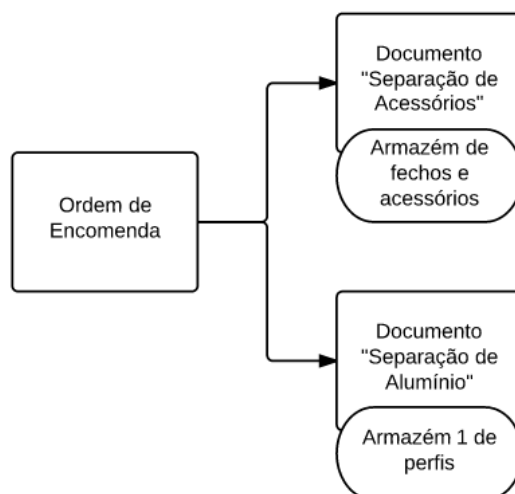 Documento
"Separação de
Acessórios"
Armazém de
fechos e
acessórios
Ordem de
Encomenda
Documento
"Separação de
Alumínio"
Armazém 1 de
perfis